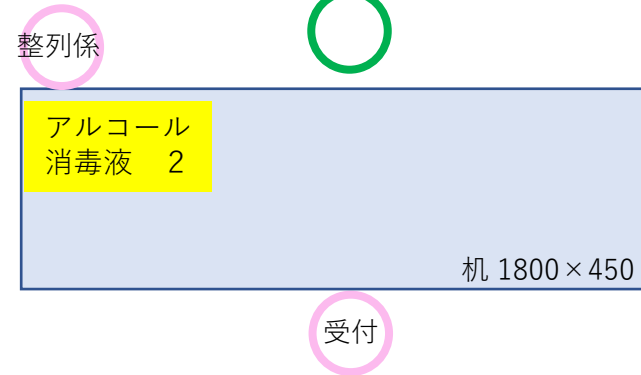 整列係
アルコール
消毒液　2
机 1800×450
受付